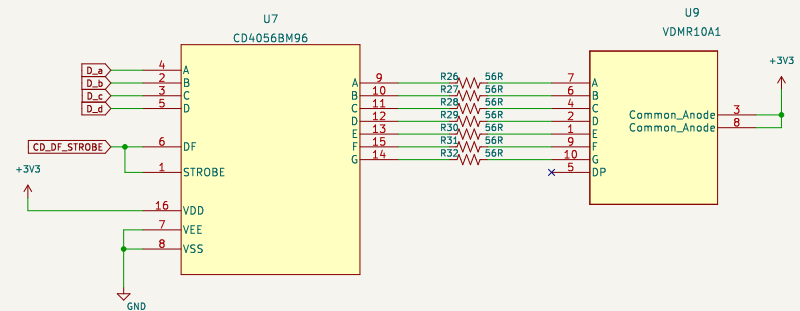 U7
CD4056BM96
U9
VDMR10A1
+3V3
D_a 4 A
D_b 2 B
D_c 3 C
D_d 5 D
CD_DF_STROBE 6 DF
1 STROBE
+3V3
16 VDD
7 VEE
8 VSS
GND
A 9 R26 56R 7 A
B 10 R27 56R 6 B
C 11 R28 56R 4 C
D 12 R29 56R 2 D
E 13 R30 56R 1 E
F 15 R31 56R 9 F
G 14 R32 56R 10 G
5 DP
Common_Anode 3
Common_Anode 8